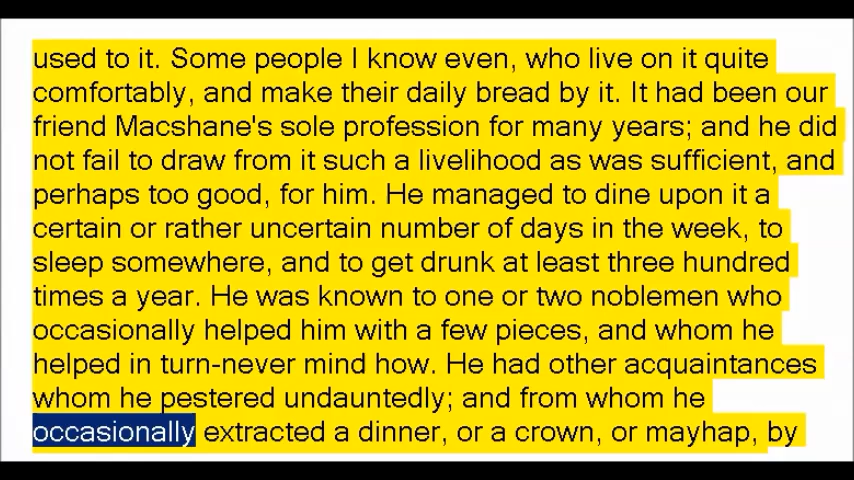 used to it. Some people I know even, who live on it quite
comfortably, and make their daily bread by it. It had been our
friend Macshane's sole profession for many years; and he did
not fail to draw from it such a livelihood as was sufficient, and
perhaps too good, for him. He managed to dine upon it a
certain or rather uncertain number of days in the week, to
sleep somewhere, and to get drunk at least three hundred
times a year. He was known to one or two noblemen who
occasionally helped him with a few pieces, and whom he
helped in turn-never mind how. He had other acquaintances
whom he pestered undauntedly; and from whom he
occasionally extracted a dinner, or a crown, or mayhap, by